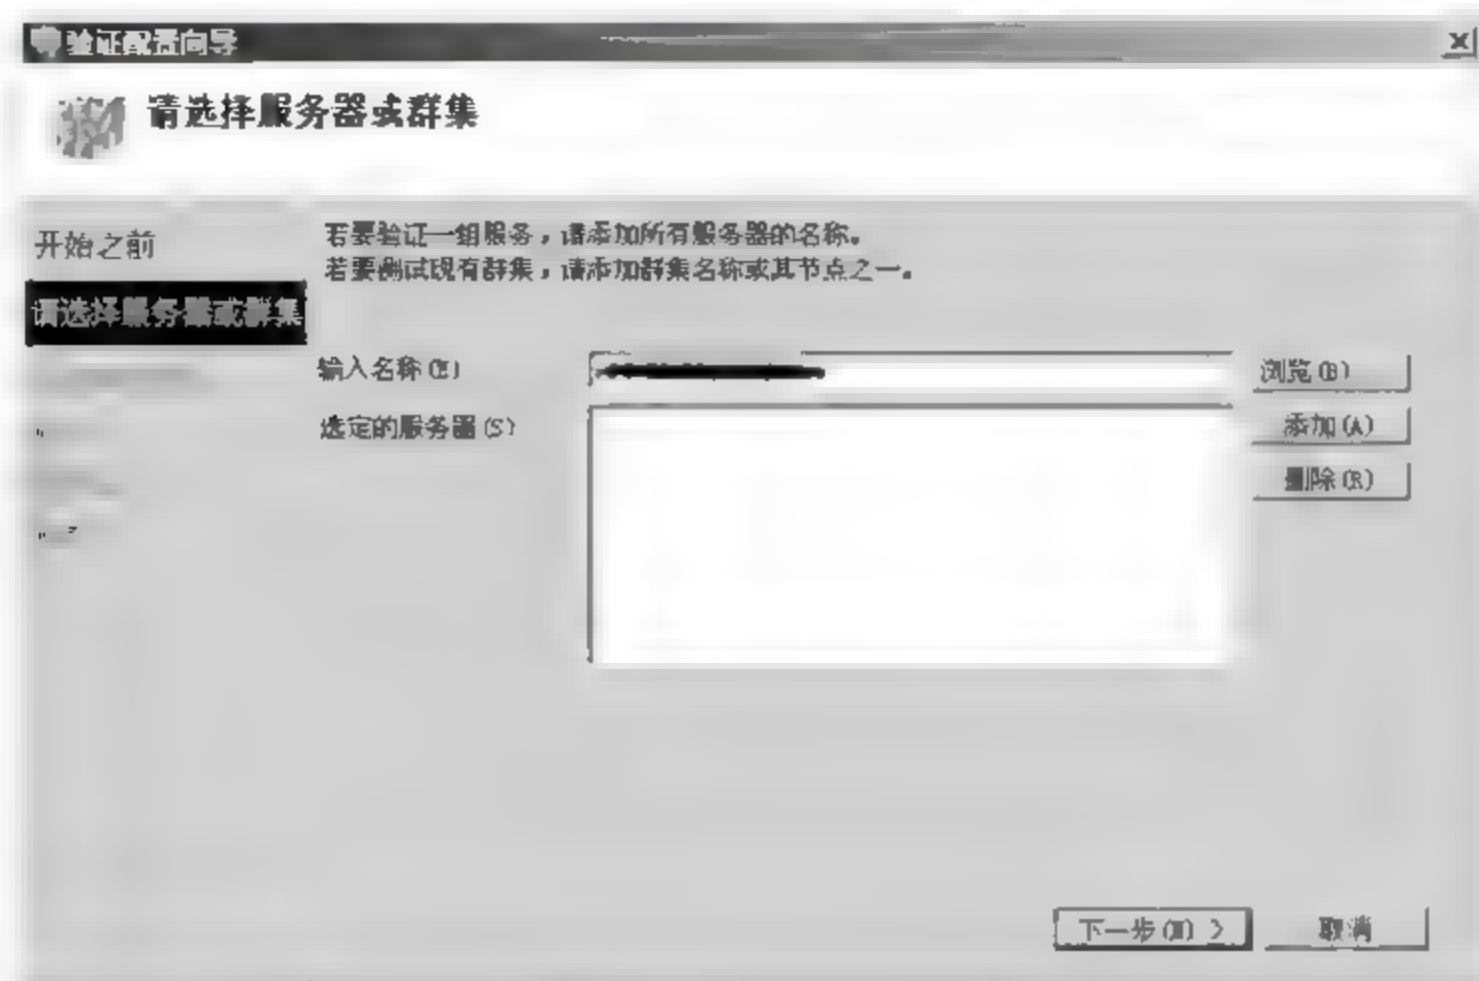 验证配置向导
请选择服务器或群集
开始之前
请选择服务器或群集
若要验证一组服务，请添加所有服务器的名称。
若要测试现有群集，请添加群集名称或其节点之一。
输入名称(E)
浏览(B)
选定的服务器(S)
添加(A)
删除(R)
下一步(N) >
取消